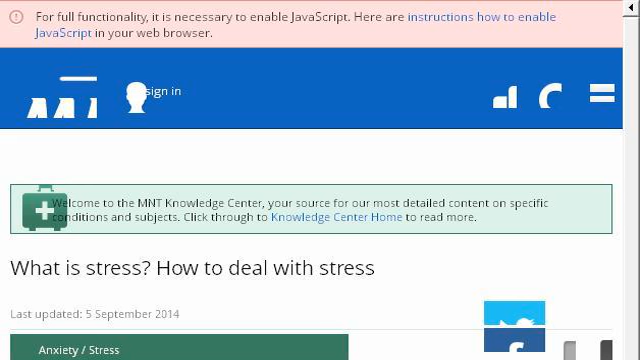 For full functionality, it is necessary to enable JavaScript. Here are instructions how to enable
JavaScript in your web browser.
sign in
Welcome to the MNT Knowledge Center, your source for our most detailed content on specific
conditions and subjects. Click through to Knowledge Center Home to read more.
What is stress? How to deal with stress
Last updated: 5 September 2014
Anxiety / Stress